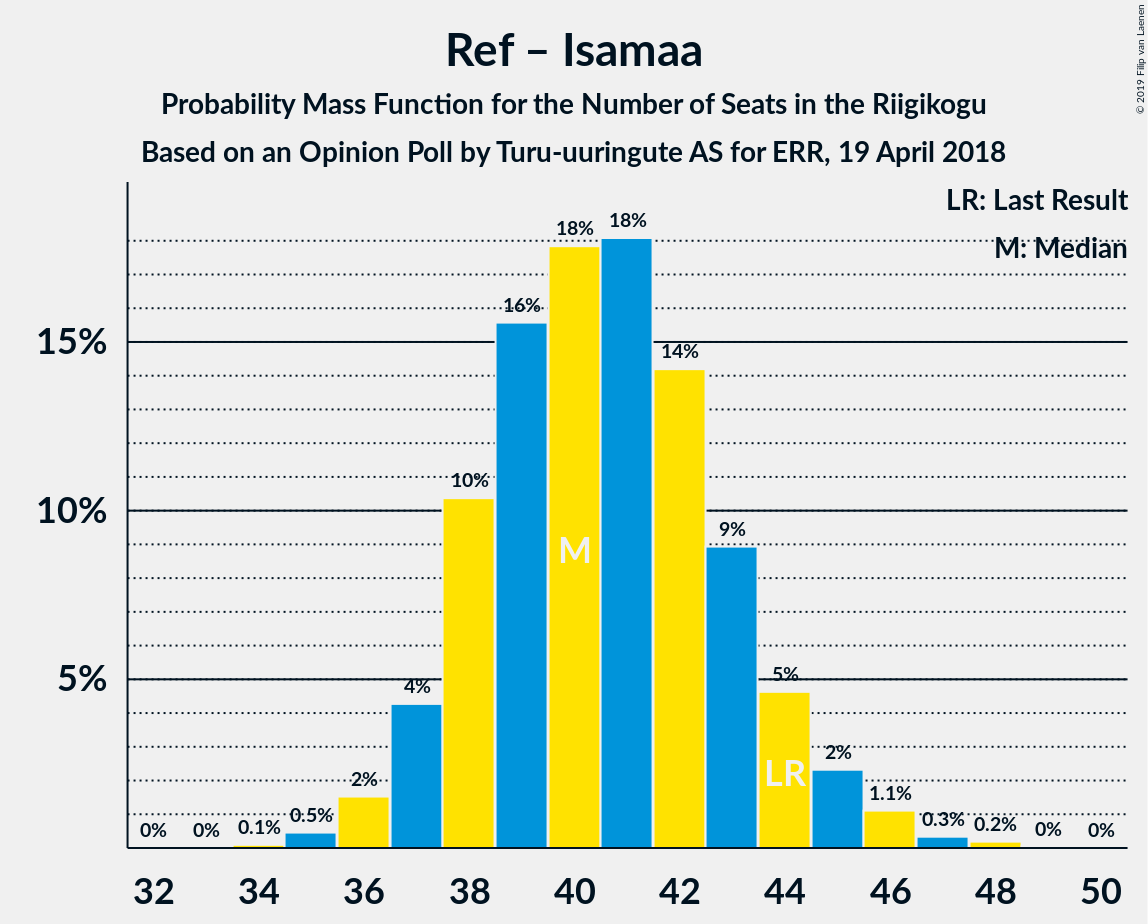 Ref – Isamaa
Probability Mass Function for the Number of Seats in the Riigikogu
Based on an Opinion Poll by Turu-uuringute AS for ERR, 19 April 2018
© 2019 Filip van Laenen
LR: Last Result
M: Median
15%
10%
5%
0%
0%
0.1%
0.5%
2%
4%
10%
16%
18%
18%
14%
9%
5%
2%
1.1%
0.3%
0.2%
0%
0%
M
LR
32 34 36 38 40 42 44 46 48 50